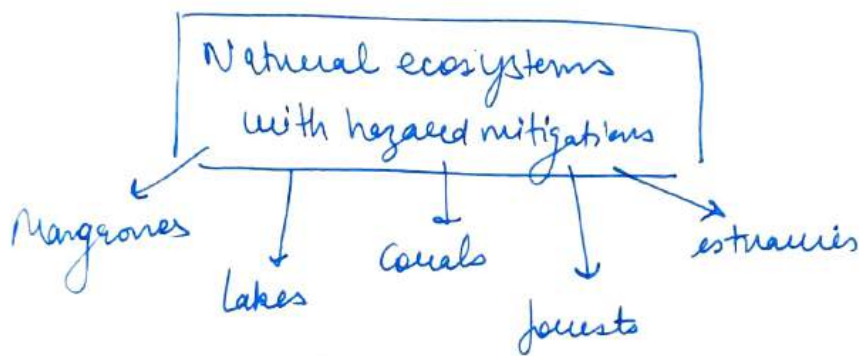 Natural ecosystems
with hazard mitigations
Mangroves
Lakes
Corals
forests
estuaries